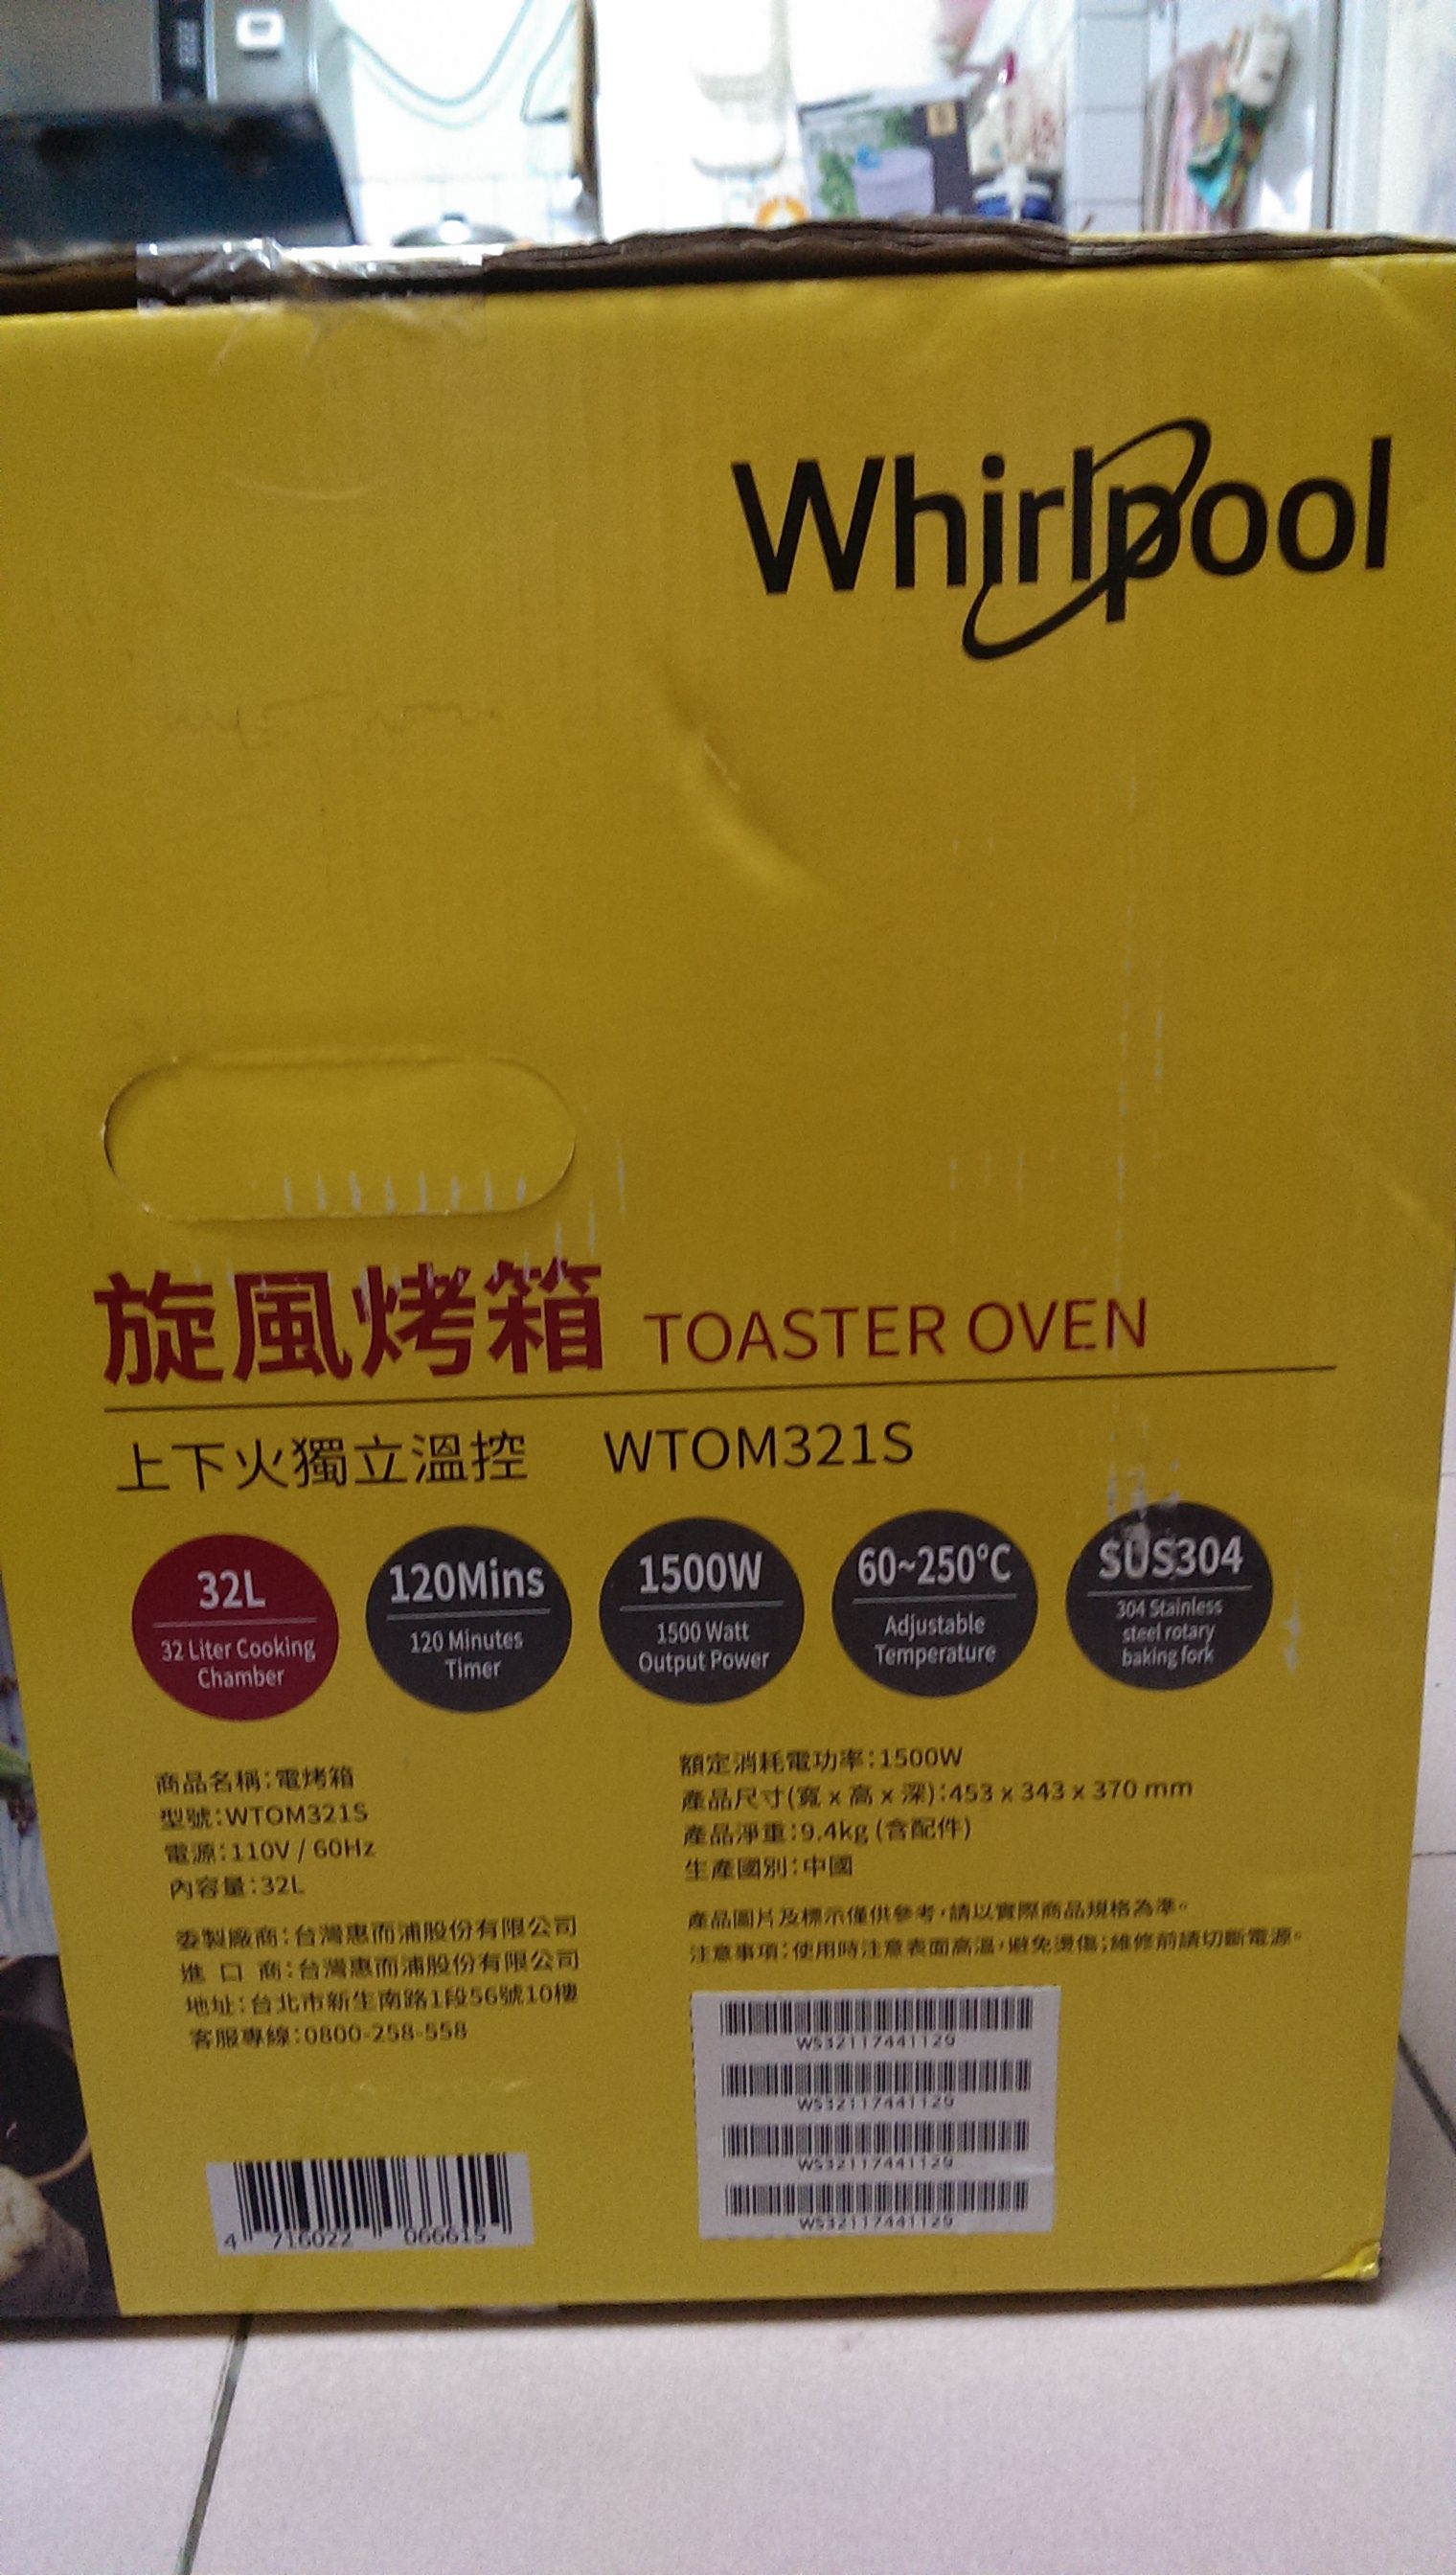 Whirlpool
旋風烤箱 TOASTER OVEN
上下火獨立溫控 WTOM321S
32L
32 Liter Cooking
Chamber
120Mins
120 Minutes
Timer
1500W
1500 Watt
Output Power
60~250°C
Adjustable
Temperature
SUS304
304 Stainless
steel rotary
baking fork
商品名稱:電烤箱
型號:WTOM321S
電源:110V / 60Hz
內容量:32L
委製廠商:台灣惠而浦股份有限公司
進 口 商:台灣惠而浦股份有限公司
地址:台北市新生南路1段56號10樓
客服專線:0800-258-558
額定消耗電功率:1500W
產品尺寸(寬 x 高 x 深):453 x 343 x 370 mm
產品淨重:9.4kg (含配件)
生產國別:中國
產品圖片及標示僅供參考,請以實際商品規格為準。
注意事項:使用時注意表面高溫,避免燙傷;維修前請切斷電源。
WS32117441129
WS32117441129
WS32117441129
WS32117441129
4 716022 066615